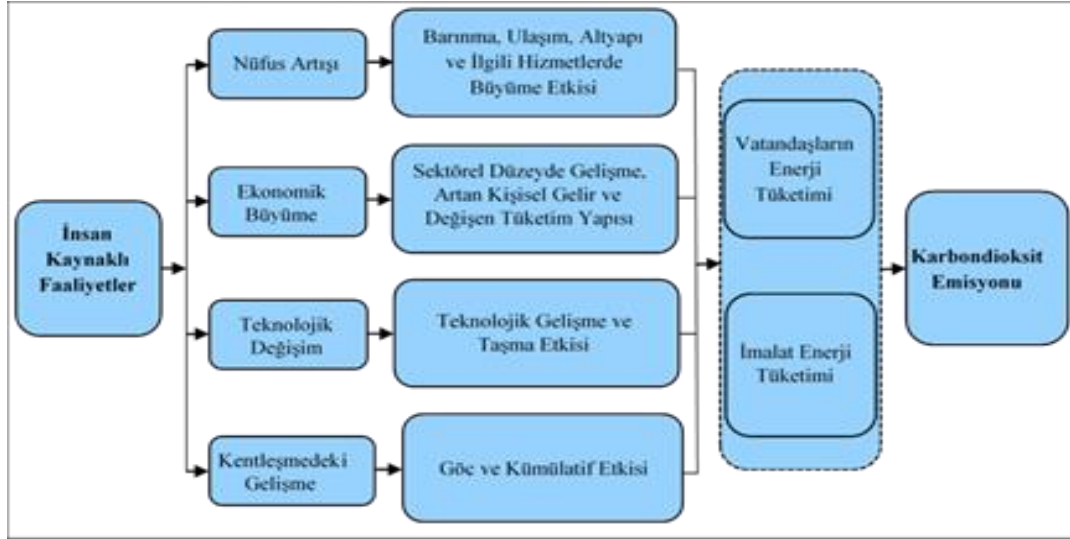 İnsan
Kaynaklı
Faaliyetler
Nüfus Artışı
Barınma, Ulaşım, Altyapı
ve İlgili Hizmetlerde
Büyüme Etkisi
Ekonomik
Büyüme
Sektörel Düzeyde Gelişme,
Artan Kişisel Gelir ve
Değişen Tüketim Yapısı
Teknolojik
Değişim
Teknolojik Gelişme ve
Taşma Etkisi
Kentleşmedeki
Gelişme
Göç ve Kümülatif Etkisi
Vatandaşların
Enerji
Tüketimi
İmalat Enerji
Tüketimi
Karbondioksit
Emisyonu